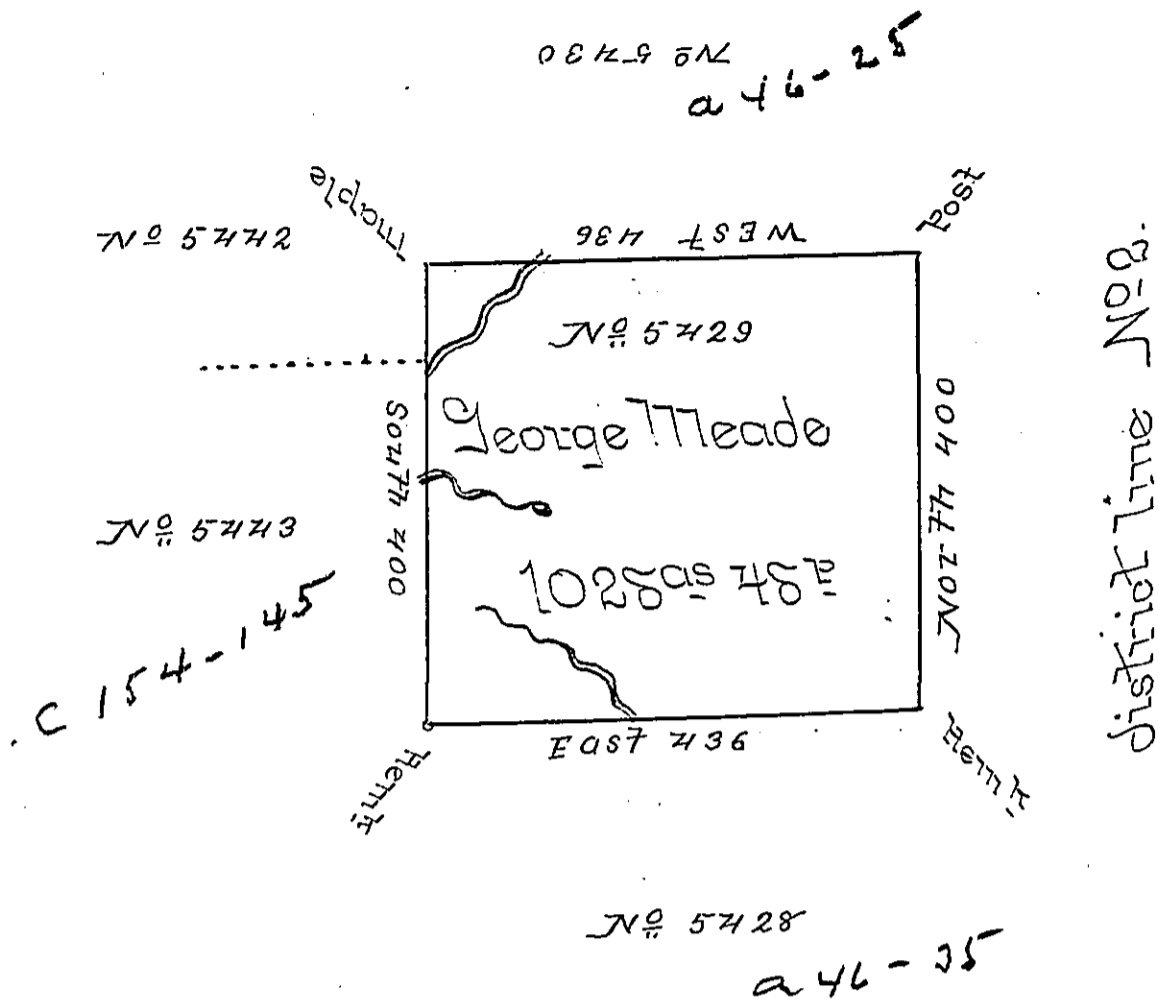 No 5430
a 46-25
Maple
Post
No 5442
WEST 436
No 5429
George Meade
South 400
North 400
District Line No 2.
No 5443
1028as 48p
C 154-145
East 436
Hemk
Hemk
No 5428
a 46-35